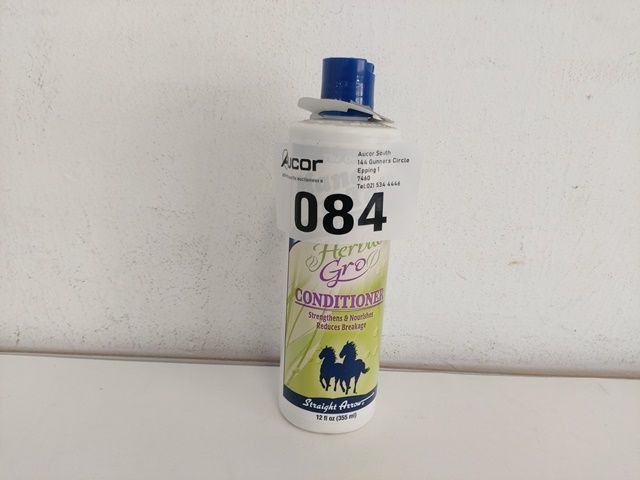 Aucor
Aucor South
144 Gunners Circle
Epping 1
7460
Tel:021 534 4446
084
Herbal
Gro
CONDITIONER
Strengthens & Nourishes
Reduces Breakage
Straight Arrow
12 fl oz (355 ml)